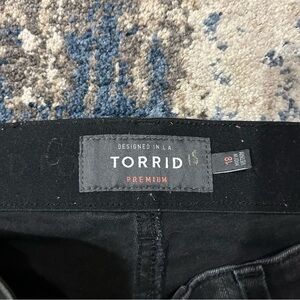 DESIGNED IN L.A.
TORRID
PREMIUM
18